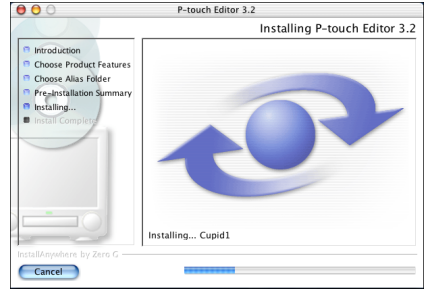 P-touch Editor 3.2
Installing P-touch Editor 3.2
Introduction
Choose Product Features
Choose Alias Folder
Pre-Installation Summary
Installing...
Install Complete
Installing... Cupid1
InstallAnywhere by Zero G
Cancel